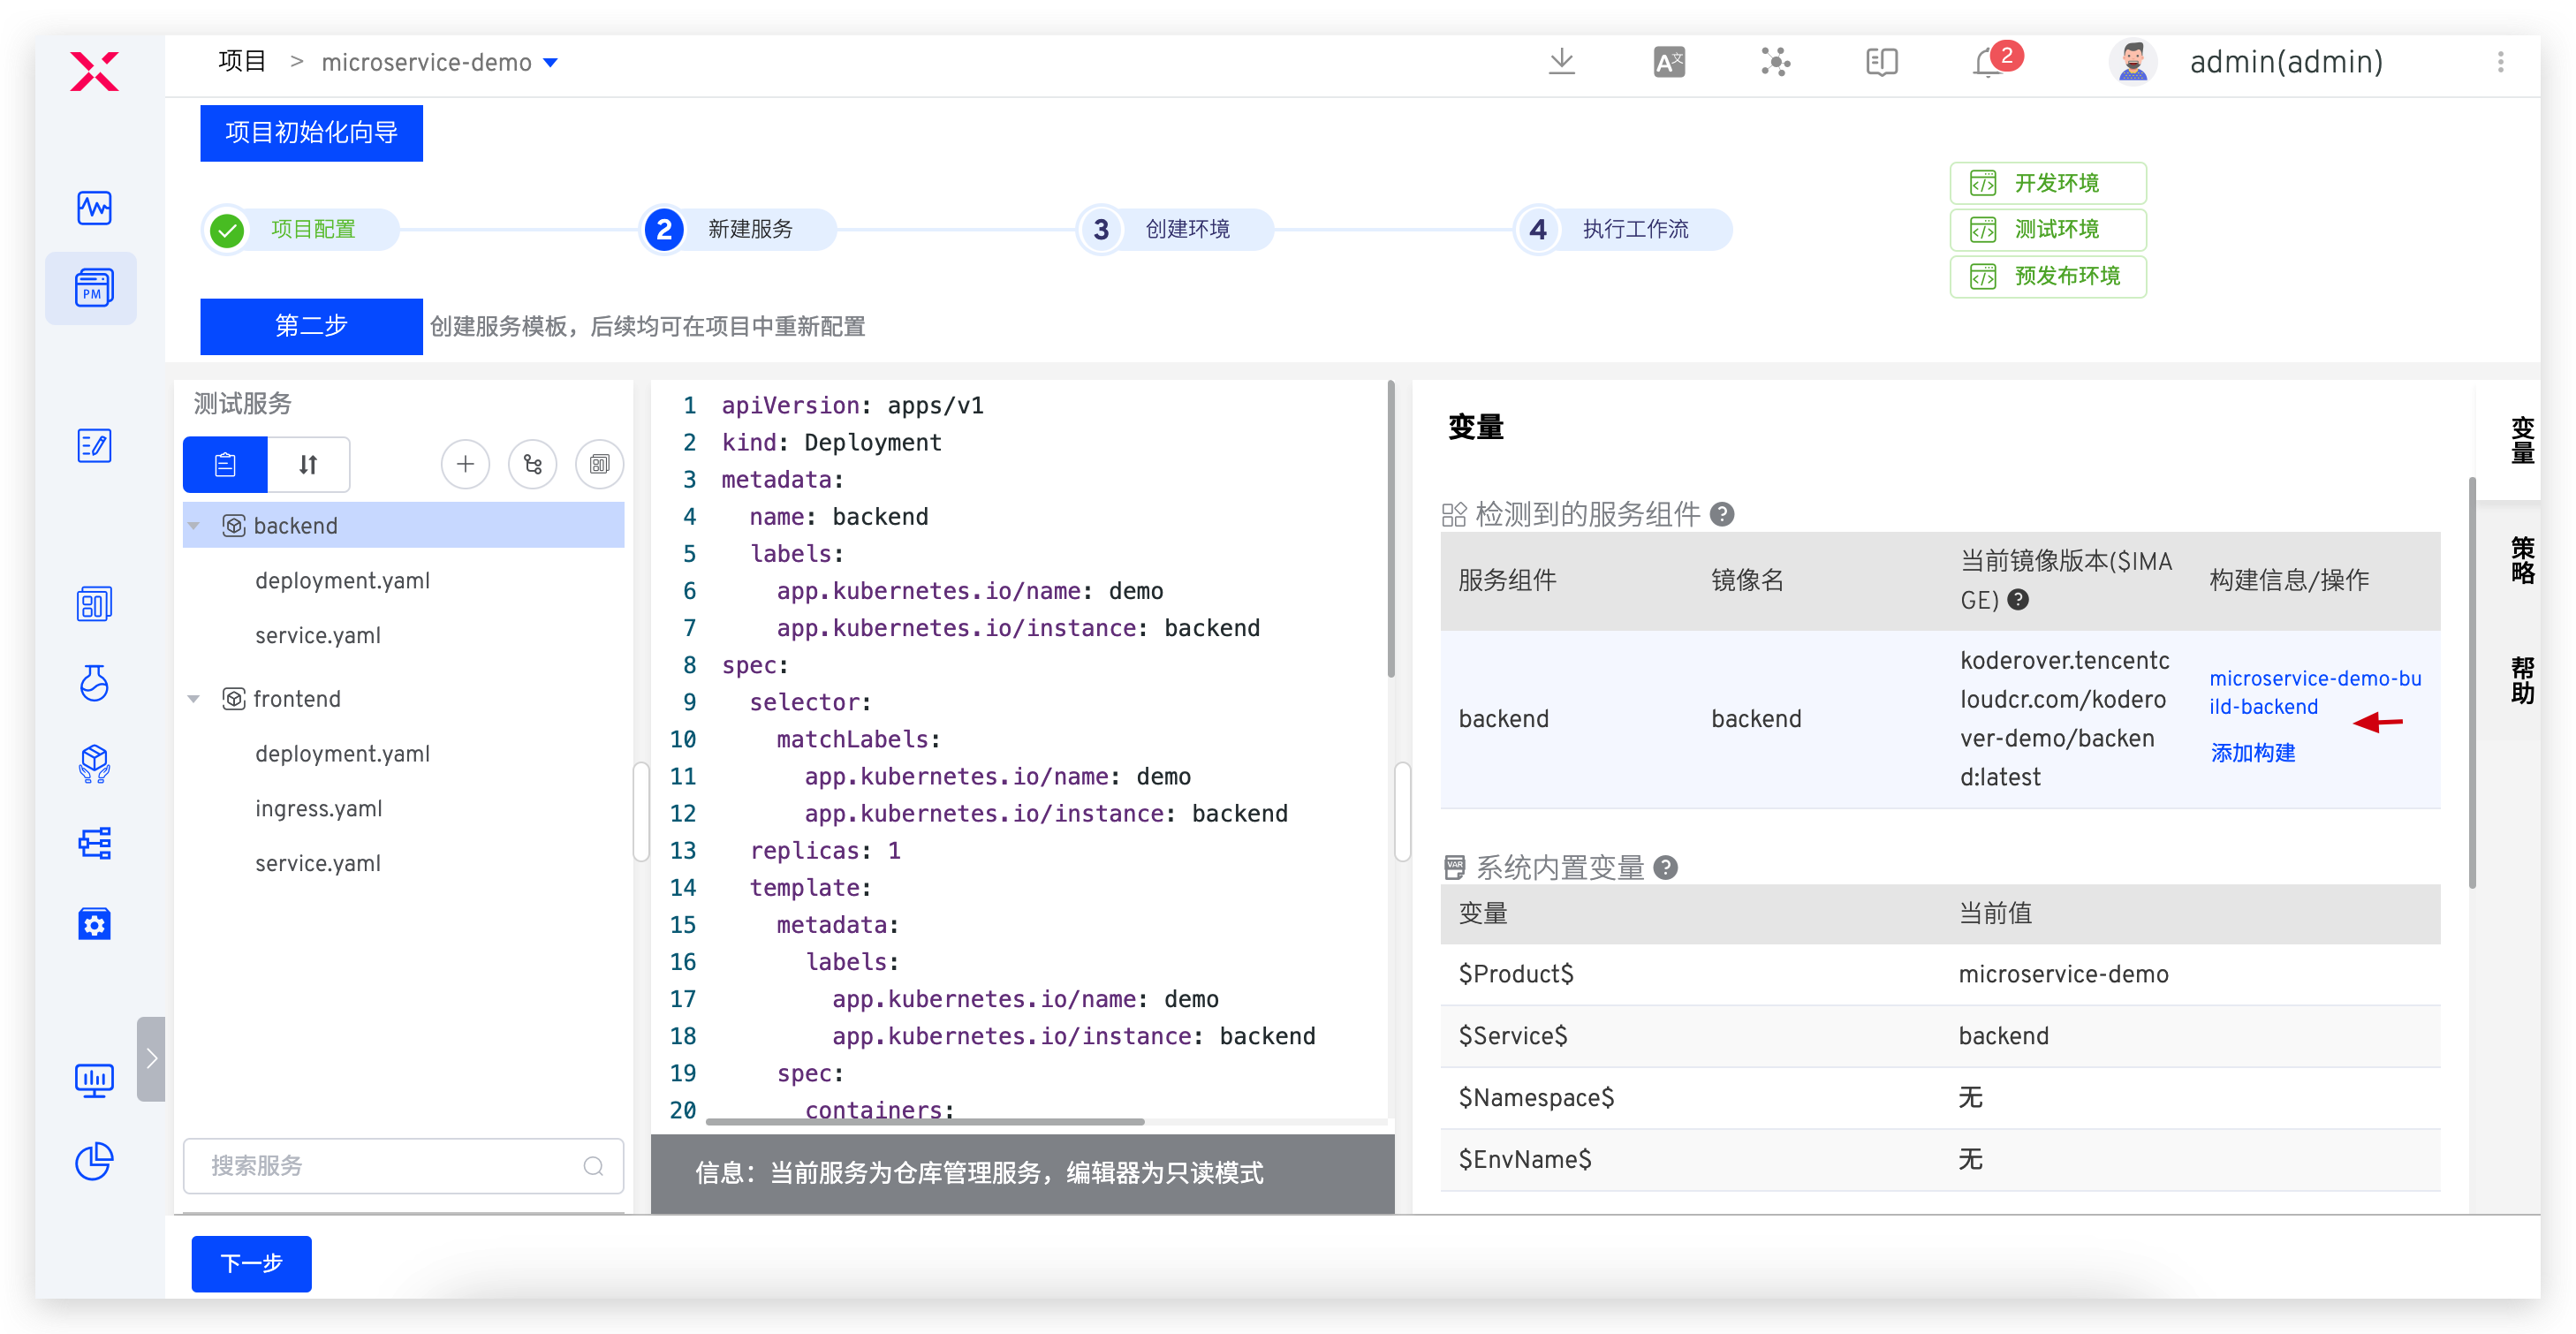 项目 > microservice-demo
2
admin(admin)
项目初始化向导
项目配置
2 新建服务
3 创建环境
4 执行工作流
开发环境
测试环境
预发布环境
PM
第二步 创建服务模板，后续均可在项目中重新配置
测试服务
backend
deployment.yaml
service.yaml
frontend
deployment.yaml
ingress.yaml
service.yaml
搜索服务
1 apiVersion: apps/v1
2 kind: Deployment
3 metadata:
4 name: backend
5 labels:
6 app.kubernetes.io/name: demo
7 app.kubernetes.io/instance: backend
8 spec:
9 selector:
10 matchLabels:
11 app.kubernetes.io/name: demo
12 app.kubernetes.io/instance: backend
13 replicas: 1
14 template:
15 metadata:
16 labels:
17 app.kubernetes.io/name: demo
18 app.kubernetes.io/instance: backend
19 spec:
20 containers:
信息：当前服务为仓库管理服务，编辑器为只读模式
变量
检测到的服务组件 ?
服务组件 镜像名 当前镜像版本($IMA
GE) ? 构建信息/操作
backend backend
koderover.tencentc
loudcr.com/kodero
ver-demo/backen
d:latest
microservice-demo-bu
ild-backend
添加构建
VAR 系统内置变量 ?
变量 当前值
$Product$ microservice-demo
$Service$ backend
$Namespace$ 无
$EnvName$ 无
变量
策略
帮助
下一步